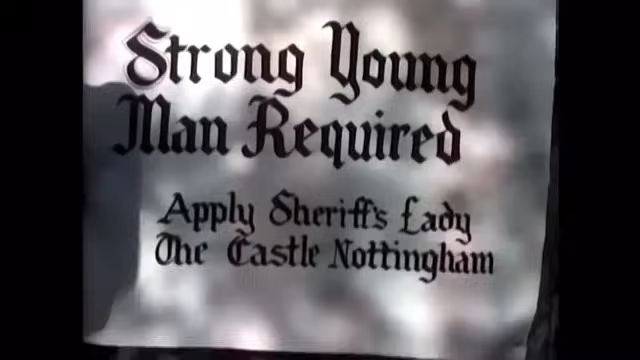 Strong Young
Man Required
Apply Sheriff's Lady
The Castle Nottingham